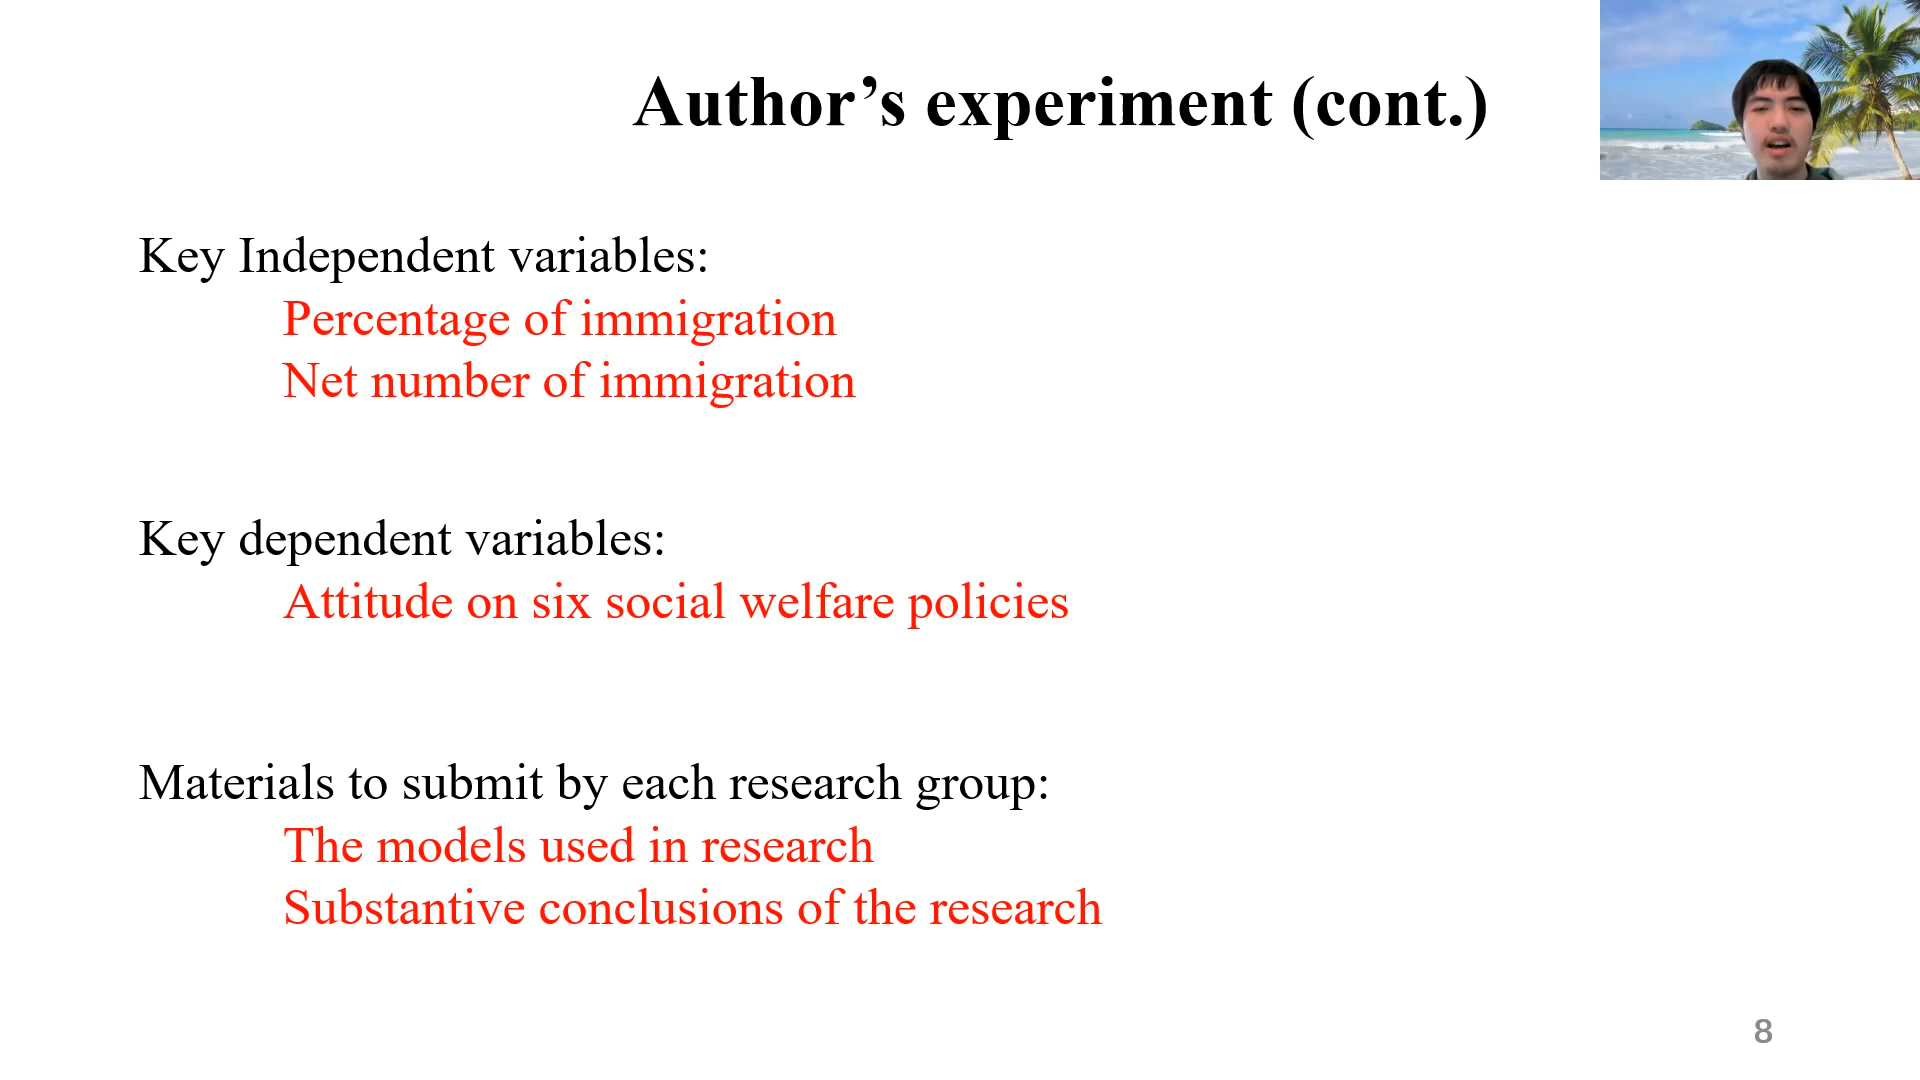 Author’s experiment (cont.)
Key Independent variables:
Percentage of immigration
Net number of immigration
Key dependent variables:
Attitude on six social welfare policies
Materials to submit by each research group:
The models used in research
Substantive conclusions of the research
8